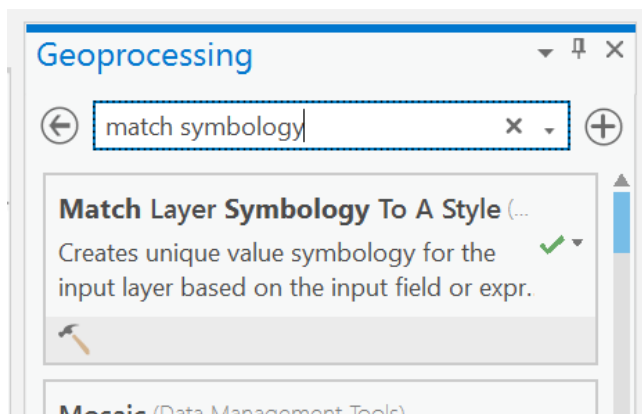 Geoprocessing
match symbology
Match Layer Symbology To A Style (...
Creates unique value symbology for the
input layer based on the input field or expr.
Mosaic (Data Management Tools)